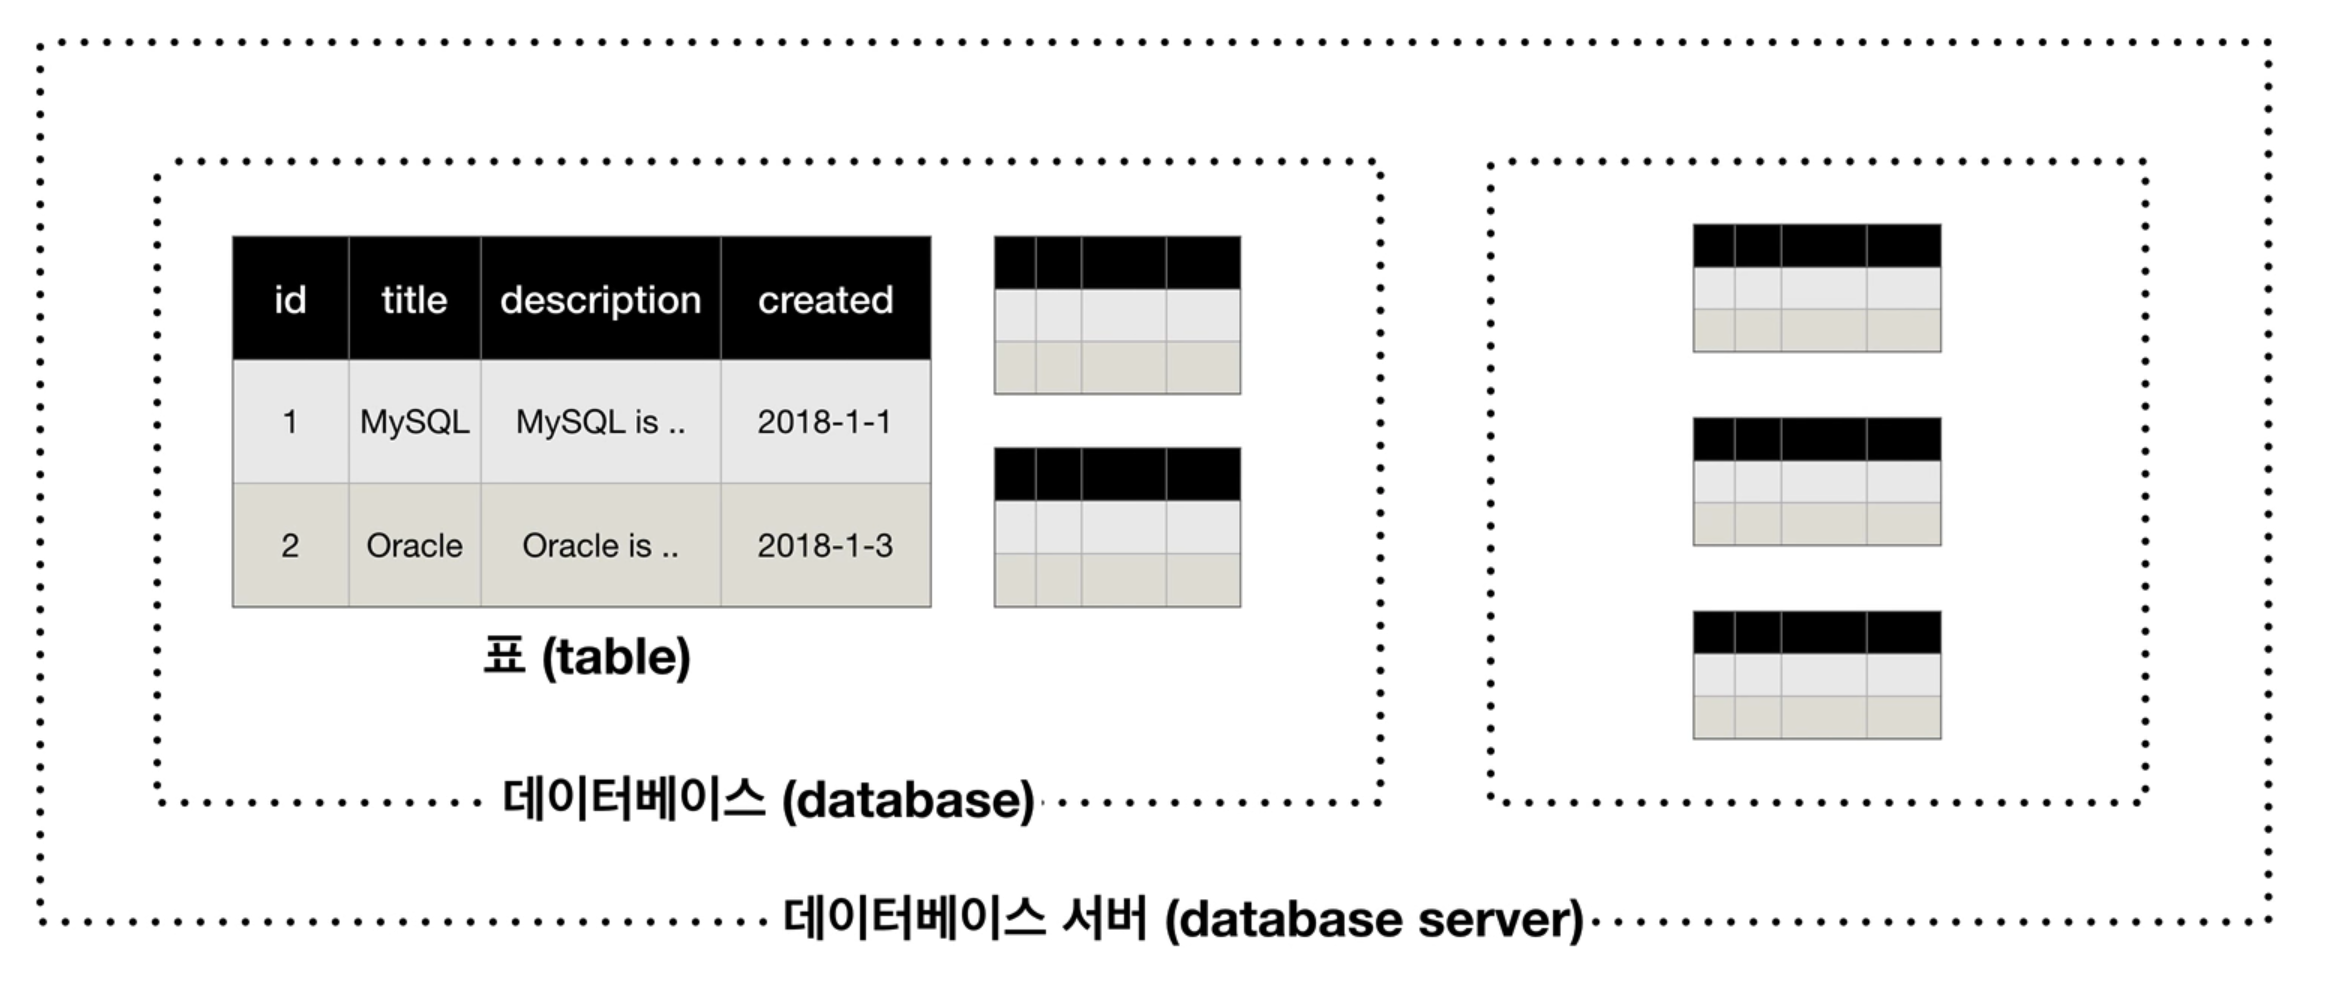 id title description created
1 MySQL MySQL is .. 2018-1-1
2 Oracle Oracle is .. 2018-1-3
표 (table)
데이터베이스 (database)
데이터베이스 서버 (database server)